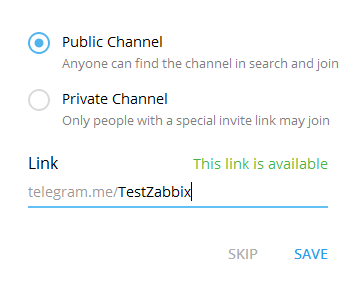 Public Channel
Anyone can find the channel in search and join
Private Channel
Only people with a special invite link may join
Link This link is available
telegram.me/TestZabbix
SKIP SAVE